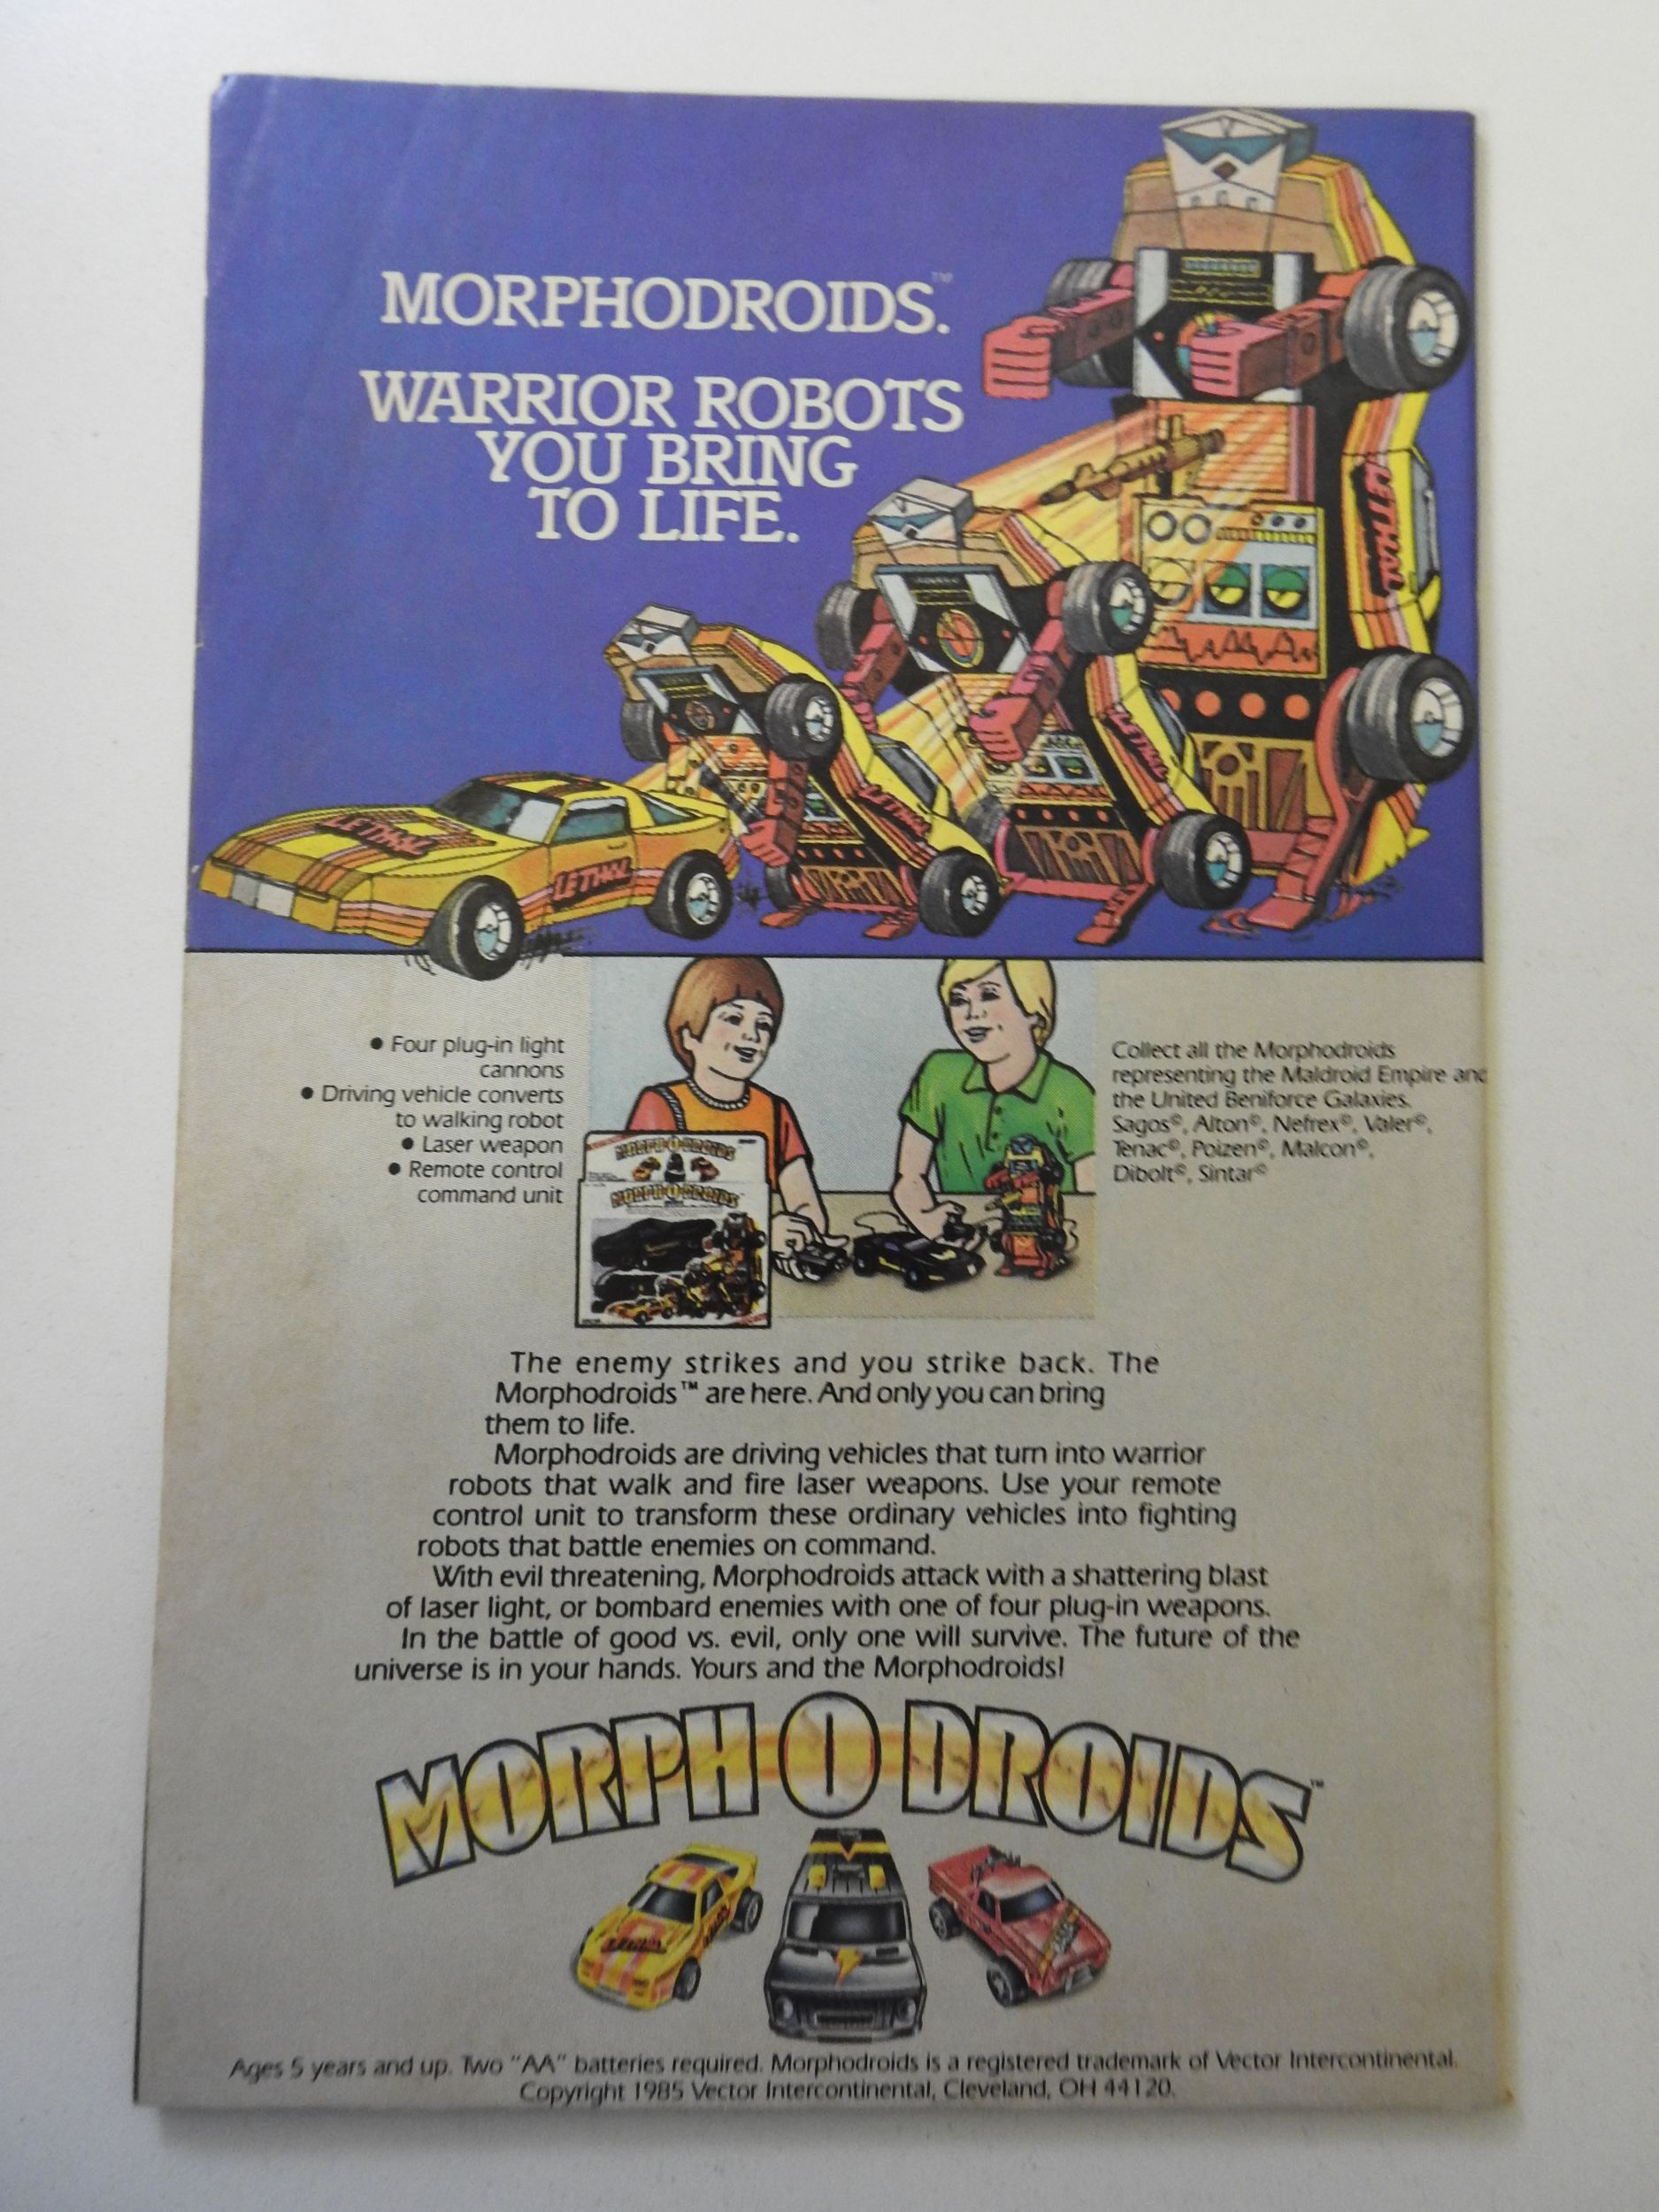 MORPHODROIDS.™
WARRIOR ROBOTS
YOU BRING
TO LIFE.
LETHAL
LETHAL
LETHAL
LETHAL
LETHAL
● Four plug-in light
cannons
● Driving vehicle converts
to walking robot
● Laser weapon
● Remote control
command unit
MORPH·O·DROIDS
MORPH·O·DROIDS
Collect all the Morphodroids
representing the Maldroid Empire and
the United Beniforce Galaxies.
Sagos©, Alton©, Nefrex©, Valer©,
Tenac©, Poizen©, Malcon©,
Dibolt©, Sintar©
The enemy strikes and you strike back. The
Morphodroids™ are here. And only you can bring
them to life.
Morphodroids are driving vehicles that turn into warrior
robots that walk and fire laser weapons. Use your remote
control unit to transform these ordinary vehicles into fighting
robots that battle enemies on command.
With evil threatening, Morphodroids attack with a shattering blast
of laser light, or bombard enemies with one of four plug-in weapons.
In the battle of good vs. evil, only one will survive. The future of the
universe is in your hands. Yours and the Morphodroids!
MORPH O DROIDS™
Ages 5 years and up. Two "AA" batteries required. Morphodroids is a registered trademark of Vector Intercontinental.
Copyright 1985 Vector Intercontinental, Cleveland, OH 44120.